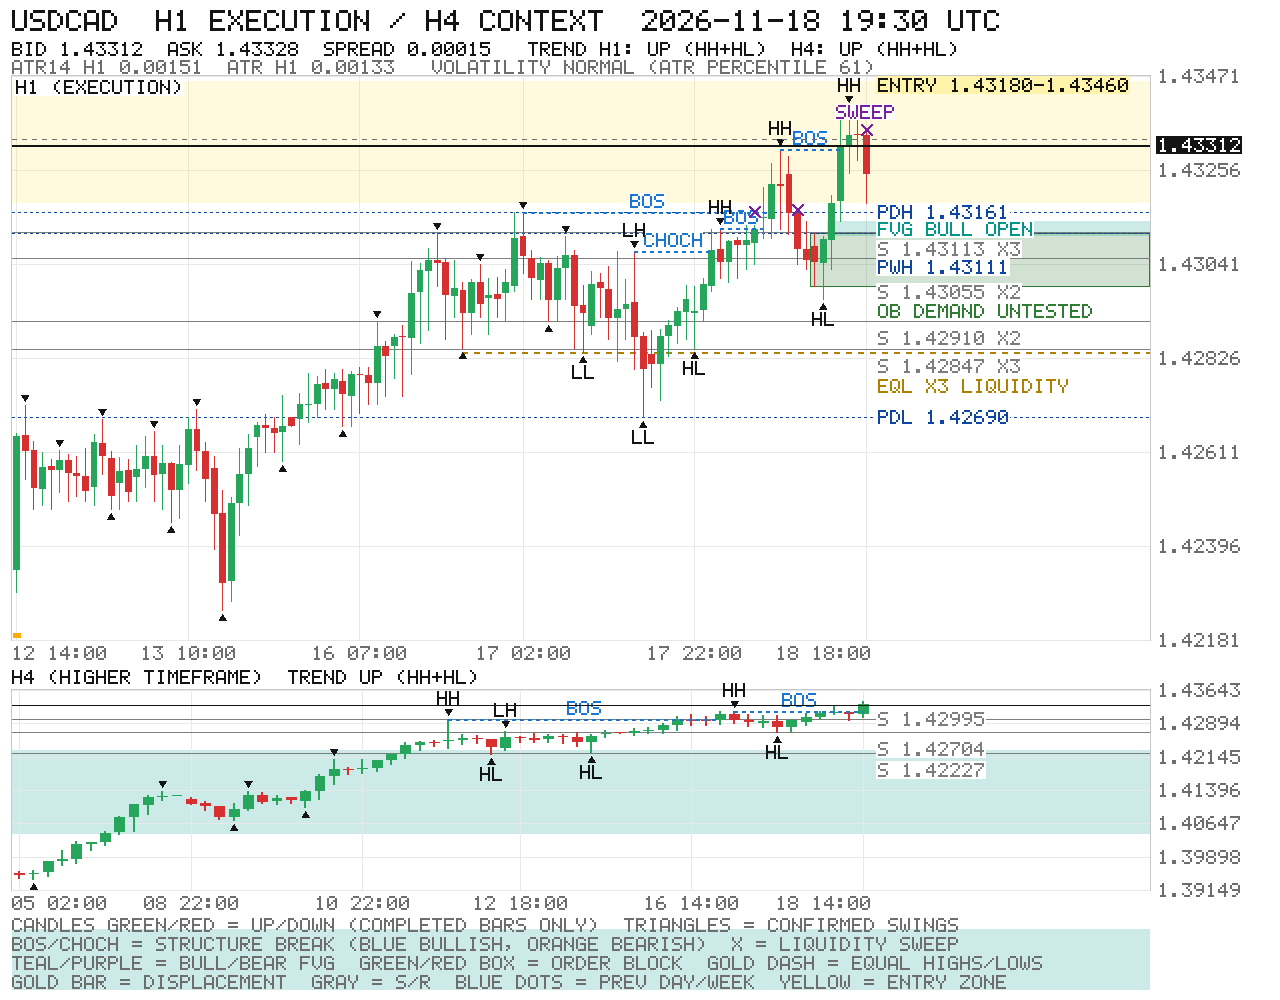 USDCAD  H1 EXECUTION / H4 CONTEXT  2026-11-18 19:30 UTC
BID 1.43312  ASK 1.43328  SPREAD 0.00015  TREND H1: UP (HH+HL)  H4: UP (HH+HL)
ATR14 H1 0.00151  ATR H1 0.00133  VOLATILITY NORMAL (ATR PERCENTILE 61)
1.43471
H1 (EXECUTION)
HH
ENTRY 1.43180-1.43460
SWEEP
HH
BOS
1.43312
1.43256
BOS
HH
BOS
PDH 1.43161
FVG BULL OPEN
LH
CHOCH
S 1.43113 X3
PWH 1.43111
1.43041
S 1.43055 X2
HL
OB DEMAND UNTESTED
S 1.42910 X2
1.42826
LL
HL
S 1.42847 X3
EQL X3 LIQUIDITY
PDL 1.42690
LL
1.42611
1.42396
1.42181
12 14:00  13 10:00  16 07:00  17 02:00  17 22:00  18 18:00
H4 (HIGHER TIMEFRAME)  TREND UP (HH+HL)
1.43643
HH
HH
LH
BOS
BOS
S 1.42995
1.42894
HL
HL
HL
S 1.42704
1.42145
S 1.42227
1.41396
1.40647
1.39898
1.39149
05 02:00  08 22:00  10 22:00  12 18:00  16 14:00  18 14:00
CANDLES GREEN/RED = UP/DOWN (COMPLETED BARS ONLY)  TRIANGLES = CONFIRMED SWINGS
BOS/CHOCH = STRUCTURE BREAK (BLUE BULLISH, ORANGE BEARISH)  X = LIQUIDITY SWEEP
TEAL/PURPLE = BULL/BEAR FVG  GREEN/RED BOX = ORDER BLOCK  GOLD DASH = EQUAL HIGHS/LOWS
GOLD BAR = DISPLACEMENT  GRAY = S/R  BLUE DOTS = PREV DAY/WEEK  YELLOW = ENTRY ZONE